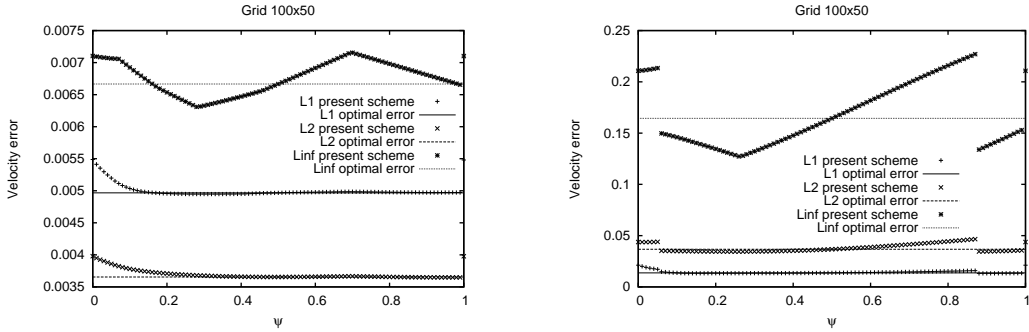 Grid 100x50
0.0075
0.007
0.0065
0.006
0.0055
0.005
0.0045
0.004
0.0035
Velocity error
L1 present scheme
L1 optimal error
L2 present scheme
L2 optimal error
Linf present scheme
Linf optimal error
0 0.2 0.4 0.6 0.8 1
ψ
Grid 100x50
0.25
0.2
0.15
0.1
0.05
0
Velocity error
L1 present scheme
L1 optimal error
L2 present scheme
L2 optimal error
Linf present scheme
Linf optimal error
0 0.2 0.4 0.6 0.8 1
ψ